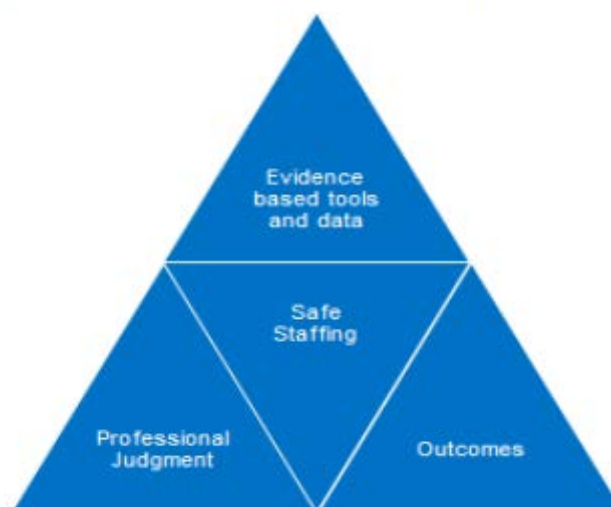 Evidence
based tools
and data
Safe
Staffing
Professional
Judgment
Outcomes